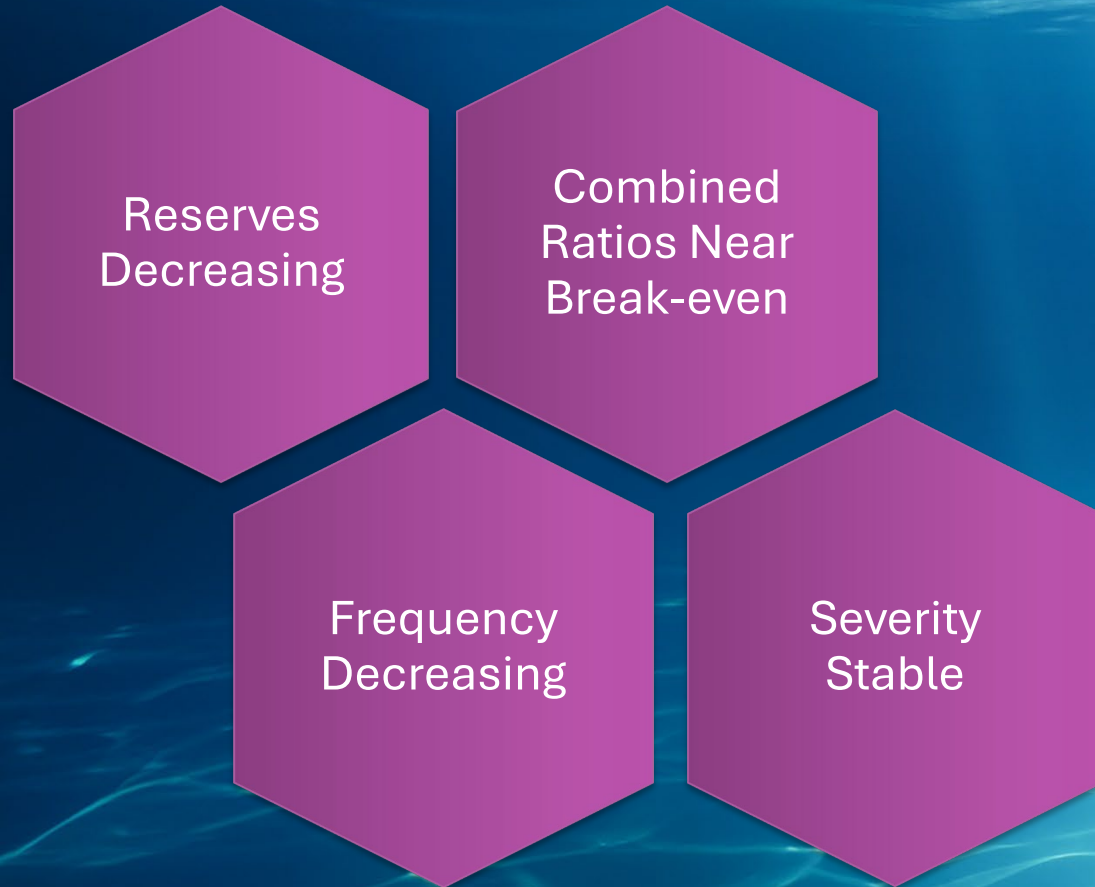 Reserves
Decreasing
Combined
Ratios Near
Break-even
Frequency
Decreasing
Severity
Stable